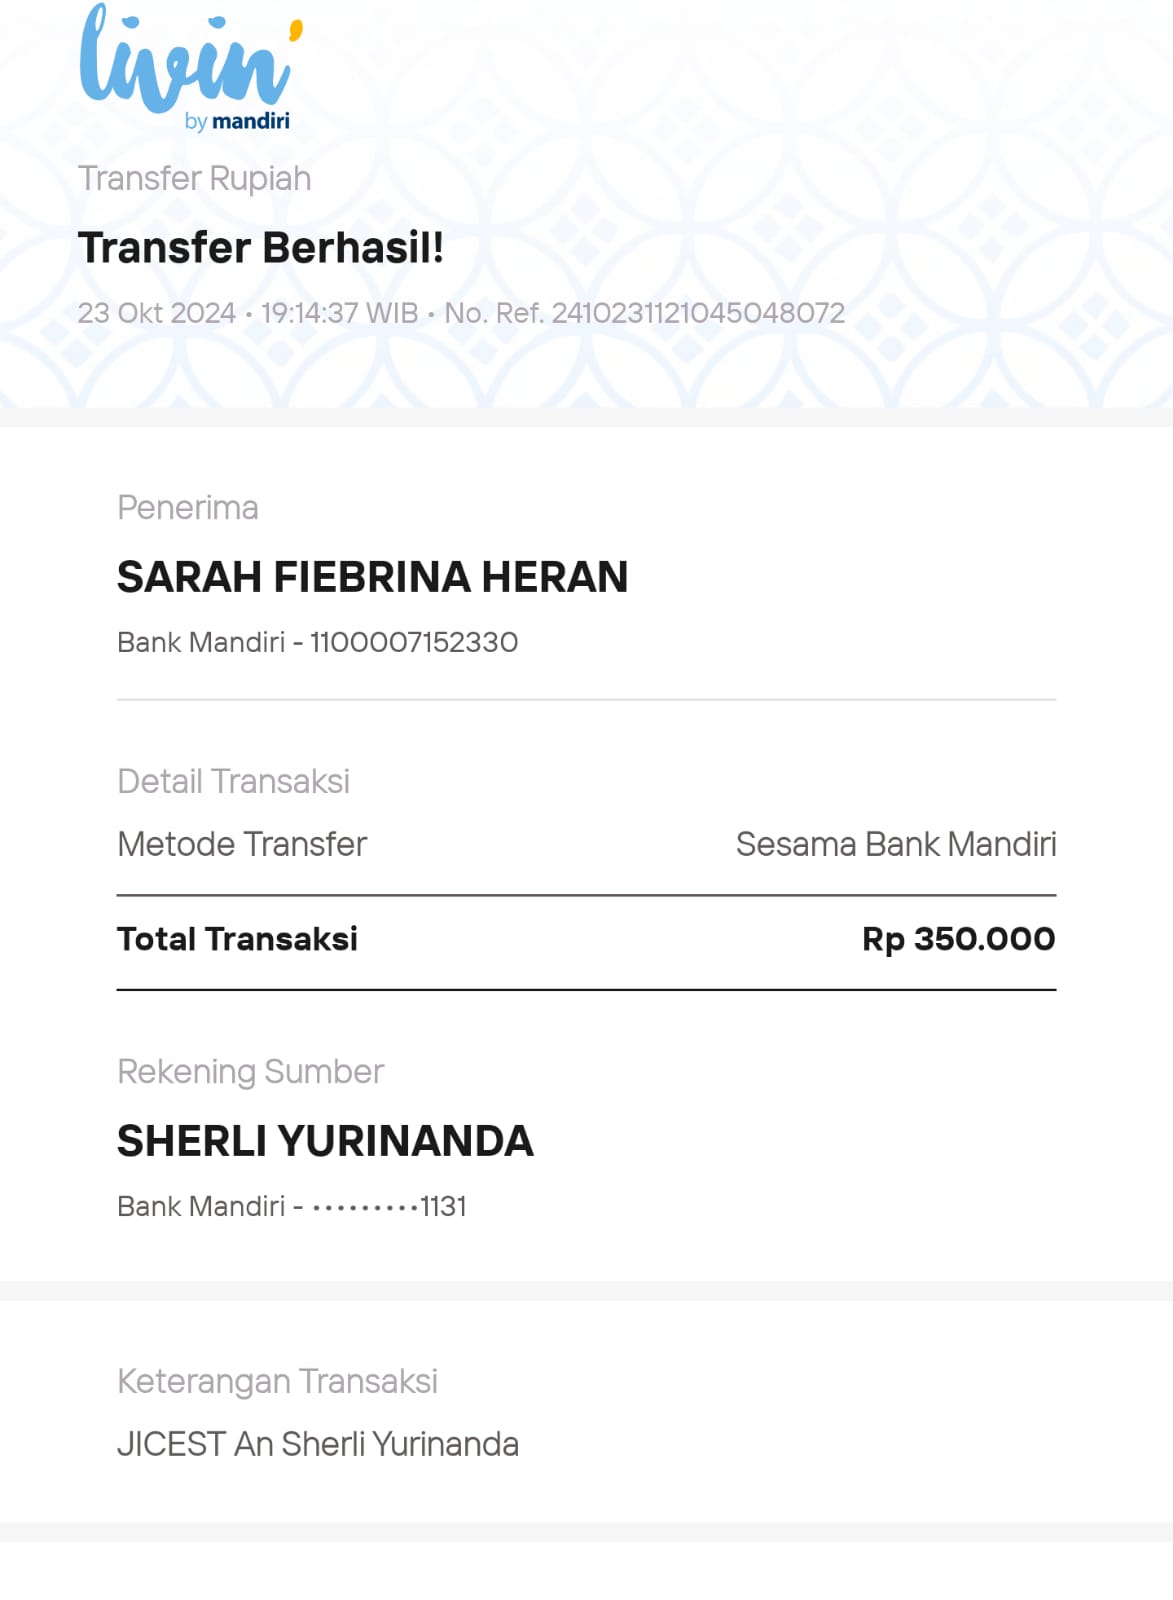 livin'
by mandiri
Transfer Rupiah
Transfer Berhasil!
23 Okt 2024 • 19:14:37 WIB • No. Ref. 2410231121045048072
Penerima
SARAH FIEBRINA HERAN
Bank Mandiri - 1100007152330
Detail Transaksi
Metode Transfer Sesama Bank Mandiri
Total Transaksi Rp 350.000
Rekening Sumber
SHERLI YURINANDA
Bank Mandiri - •••••••••1131
Keterangan Transaksi
JICEST An Sherli Yurinanda